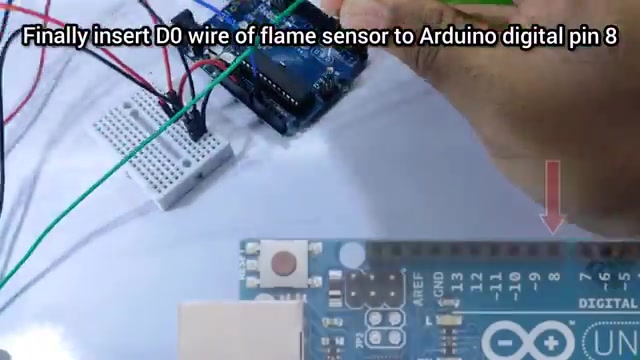 Finally insert D0 wire of flame sensor to Arduino digital pin 8
AREF
GND
13
12
~11
~10
~9
8
7
~6
~5
DIGITAL
UN